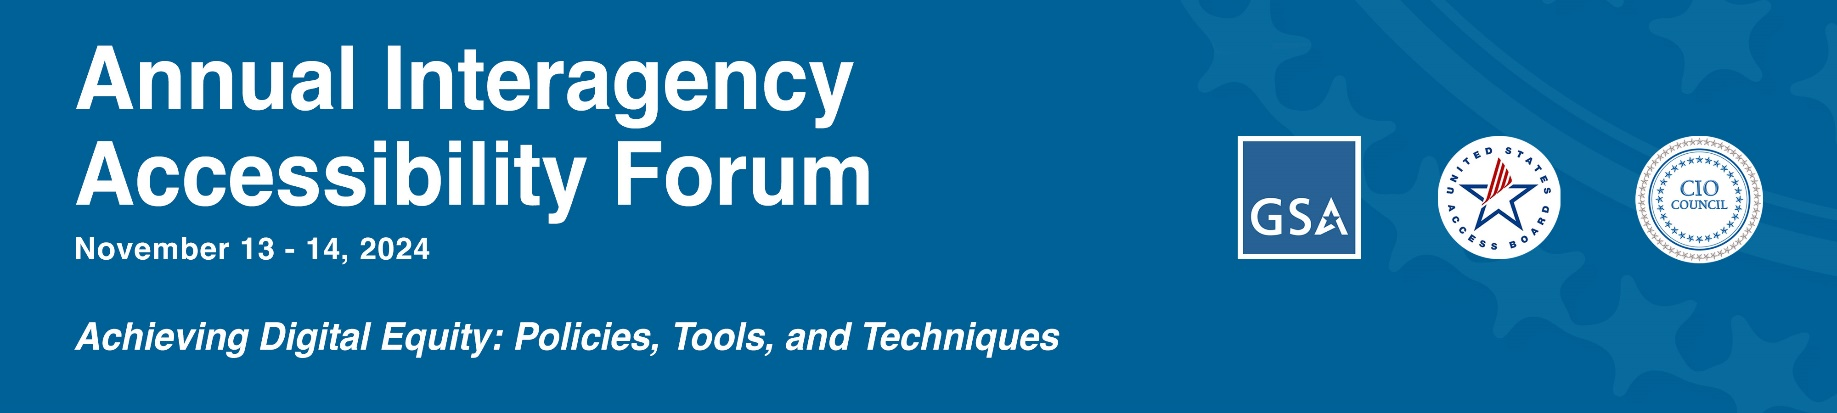 Annual Interagency
Accessibility Forum
November 13 - 14, 2024
Achieving Digital Equity: Policies, Tools, and Techniques
GSA
UNITED STATES
ACCESS BOARD
CIO
COUNCIL